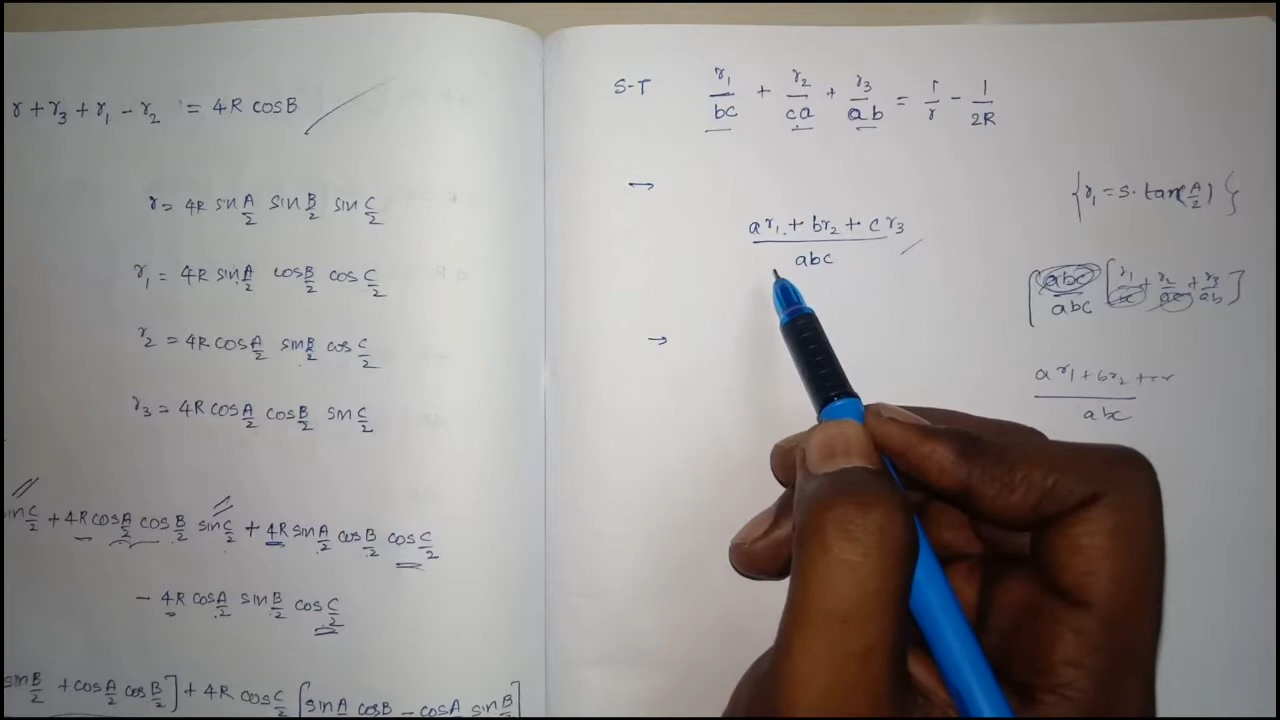 r + r₃ + r₁ - r₂ = 4R cosB
r = 4R sin A/2 sin B/2 sin C/2
r₁ = 4R sin A/2 cos B/2 cos C/2
r₂ = 4R cos A/2 sin B/2 cos C/2
r₃ = 4R cos A/2 cos B/2 sin C/2
sin C/2 + 4R cos A/2 cos B/2 sin C/2 + 4R sin A/2 cos B/2 cos C/2
- 4R cos A/2 sin B/2 cos C/2
sin B/2 + cos A/2 cos B/2] + 4R cos C/2 [sin A cos B - cos A sin B]
S-T r₁/bc + r₂/ca + r₃/ab = 1/r - 1/2R
{r₁ = s. tan(A/2)}
(ar₁ + br₂ + cr₃)/abc
[abc/abc [r₁/bc + r₂/ac + r₃/ab]
→
(ar₁ + br₂ + cr)/abc